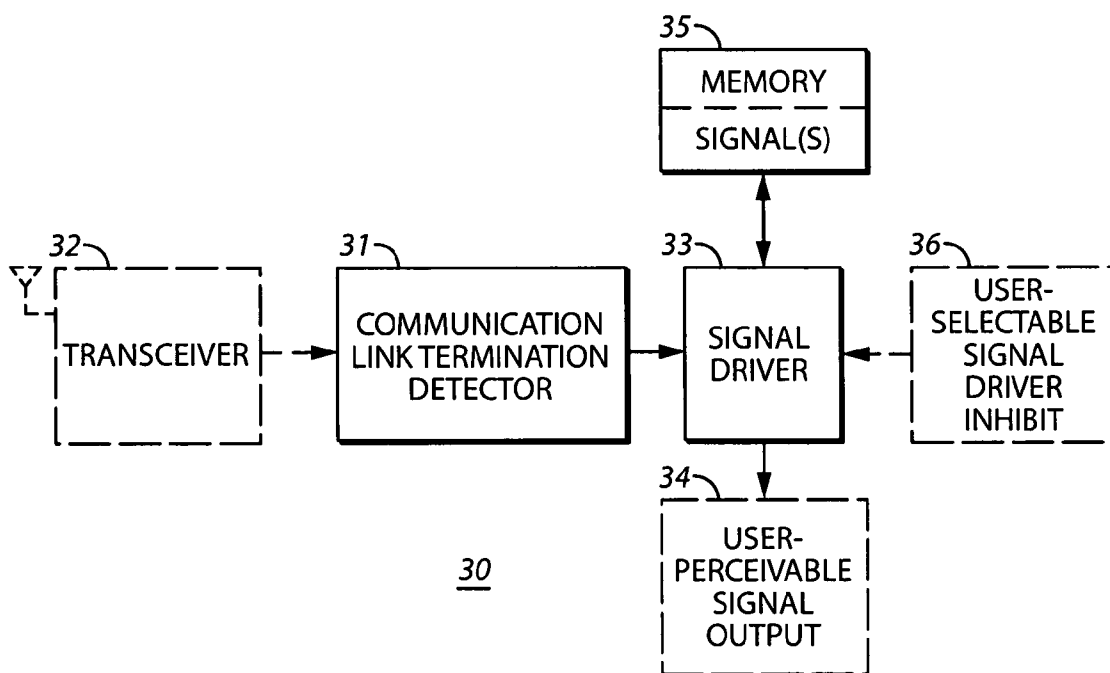 35
MEMORY
SIGNAL(S)
32
TRANSCEIVER
31
COMMUNICATION
LINK TERMINATION
DETECTOR
33
SIGNAL
DRIVER
36
USER-
SELECTABLE
SIGNAL
DRIVER
INHIBIT
34
USER-
PERCEIVABLE
SIGNAL
OUTPUT
30